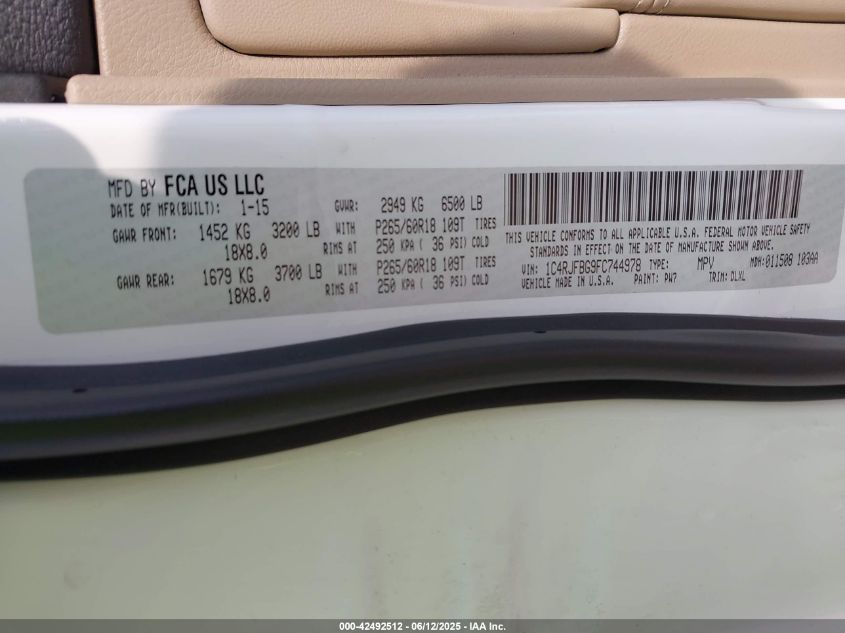 MFD BY FCA US LLC
DATE OF MFR(BUILT): 1-15 GVWR: 2949 KG 6500 LB
GAWR FRONT: 1452 KG 3200 LB WITH P265/60R18 109T TIRES
18X8.0 RIMS AT 250 KPA ( 36 PSI) COLD
GAWR REAR: 1679 KG 3700 LB WITH P265/60R18 109T TIRES
18X8.0 RIMS AT 250 KPA ( 36 PSI) COLD
THIS VEHICLE CONFORMS TO ALL APPLICABLE U.S.A. FEDERAL MOTOR VEHICLE SAFETY
STANDARDS IN EFFECT ON THE DATE OF MANUFACTURE SHOWN ABOVE.
VIN: 1C4RJFBG9FC744978 TYPE: MPV MDH: 011508 103AA
VEHICLE MADE IN U.S.A. PAINT: PW7 TRIM: DLXL
000-42492512 - 06/12/2025 - IAA Inc.